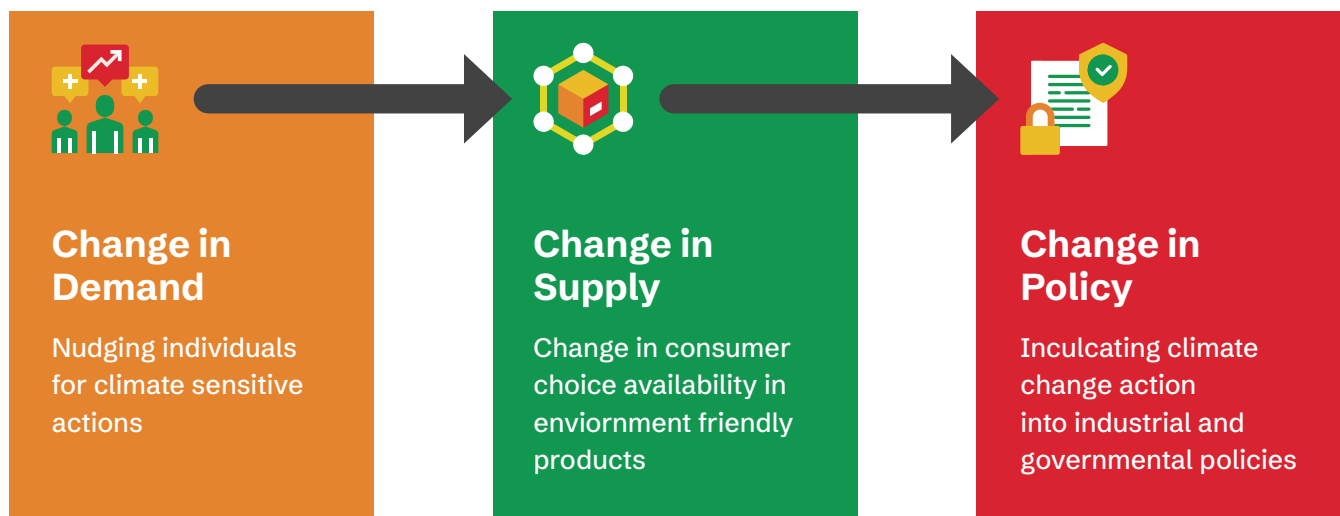 Change in
Demand
Nudging individuals
for climate sensitive
actions
Change in
Supply
Change in consumer
choice availability in
enviornment friendly
products
Change in
Policy
Inculcating climate
change action
into industrial and
governmental policies